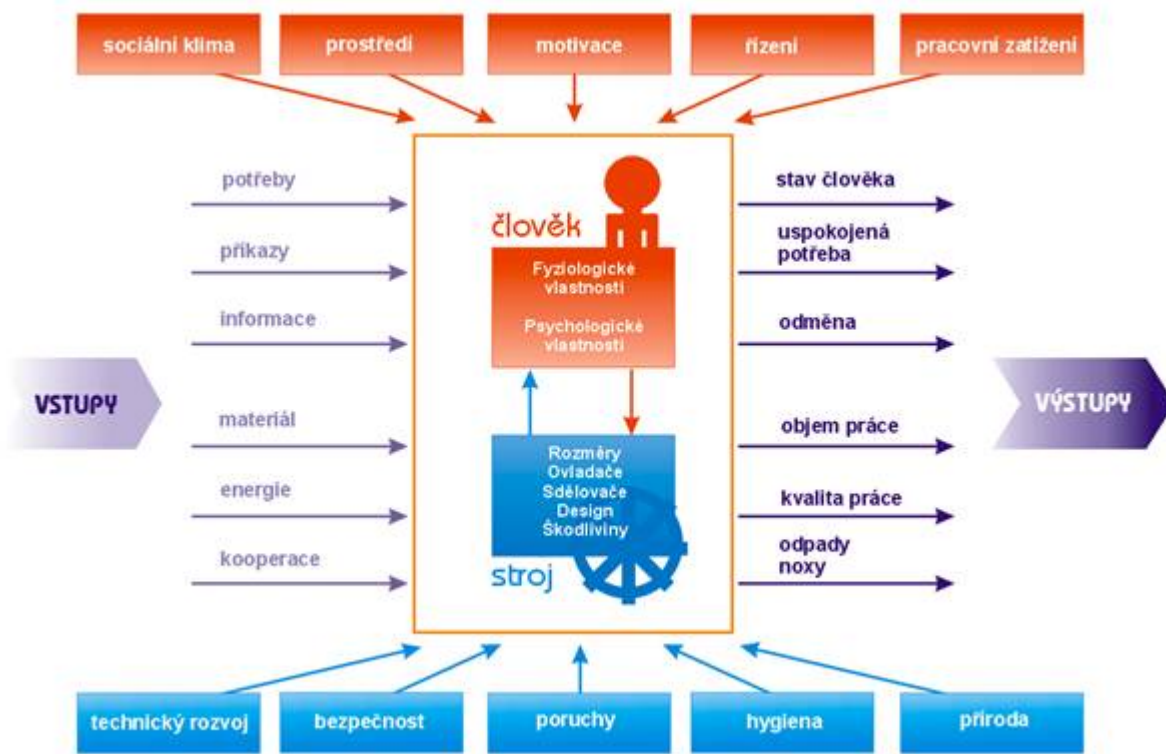 sociální klima
prostředí
motivace
řízení
pracovní zatížení
potřeby
příkazy
informace
VSTUPY
materiál
energie
kooperace
člověk
Fyziologické
vlastnosti
Psychologické
vlastnosti
Rozměry
Ovladače
Sdělovače
Design
Škodliviny
stroj
stav člověka
uspokojená
potřeba
odměna
VÝSTUPY
objem práce
kvalita práce
odpady
noxy
technický rozvoj
bezpečnost
poruchy
hygiena
příroda